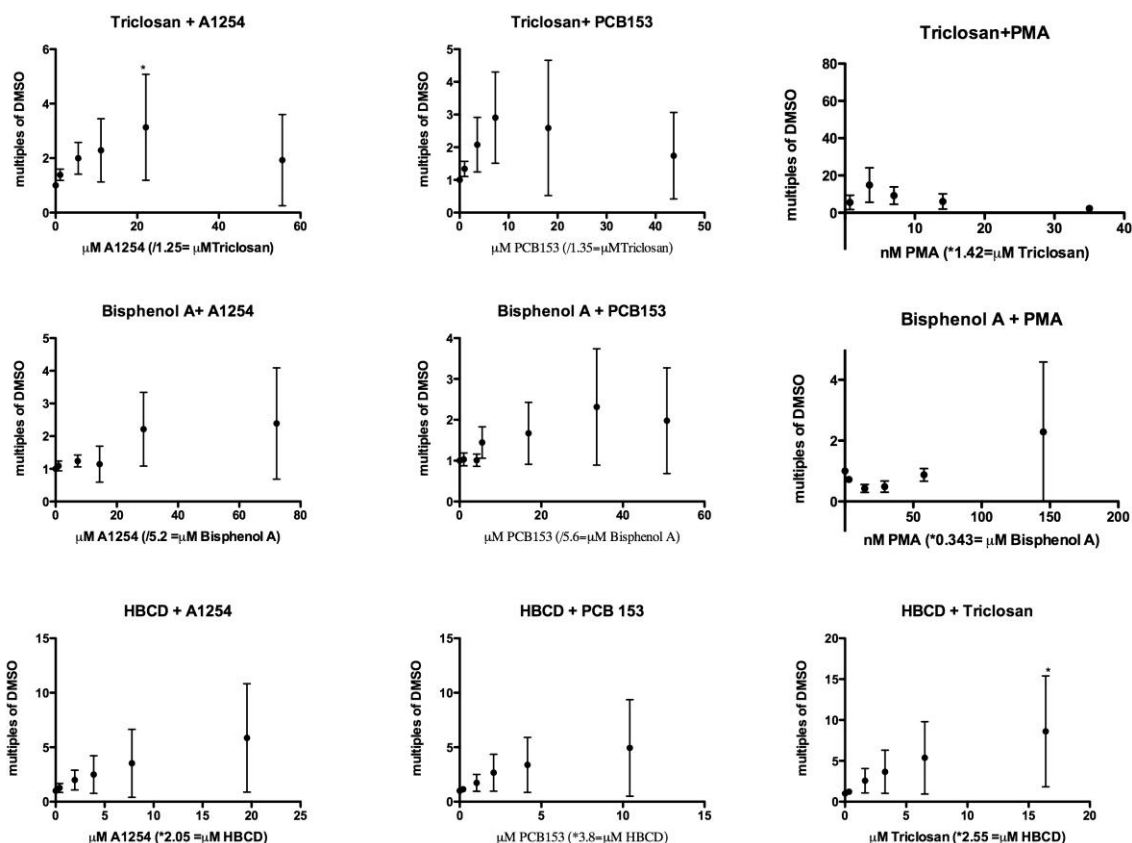 Triclosan + A1254
multiples of DMSO
6
4
2
0
*
0 20 40 60
μM A1254 (/1.25= μMTriclosan)
Triclosan+ PCB153
multiples of DMSO
6
4
2
0
0 10 20 30 40 50
μM PCB153 (/1.35=μMTriclosan)
Triclosan+PMA
multiples of DMSO
80
60
40
20
0
10 20 30 40
nM PMA (*1.42=μM Triclosan)
Bisphenol A+ A1254
multiples of DMSO
5
4
3
2
1
0
0 20 40 60 80
μM A1254 (/5.2 =μM Bisphenol A)
Bisphenol A + PCB153
multiples of DMSO
4
3
2
1
0
0 20 40 60
μM PCB153 (/5.6=μM Bisphenol A)
Bisphenol A + PMA
multiples of DMSO
4
2
0
50 100 150 200
nM PMA (*0.343= μM Bisphenol A)
HBCD + A1254
multiples of DMSO
15
10
5
0
0 5 10 15 20 25
μM A1254 (*2.05 =μM HBCD)
HBCD + PCB 153
multiples of DMSO
15
10
5
0
0 5 10 15
μM PCB153 (*3.8=μM HBCD)
HBCD + Triclosan
multiples of DMSO
20
15
10
5
0
*
0 5 10 15 20
μM Triclosan (*2.55 =μM HBCD)